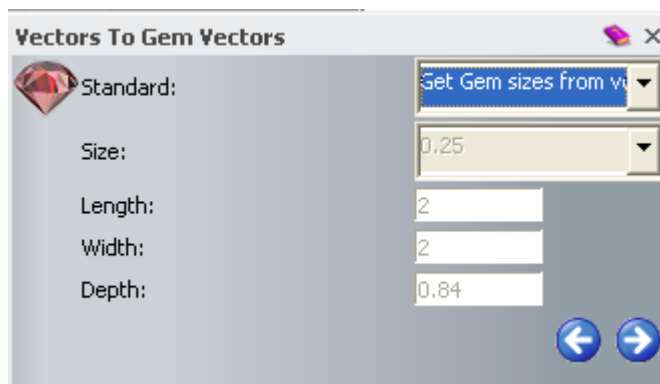 Vectors To Gem Vectors
Standard: Get Gem sizes from
Size: 0.25
Length: 2
Width: 2
Depth: 0.84